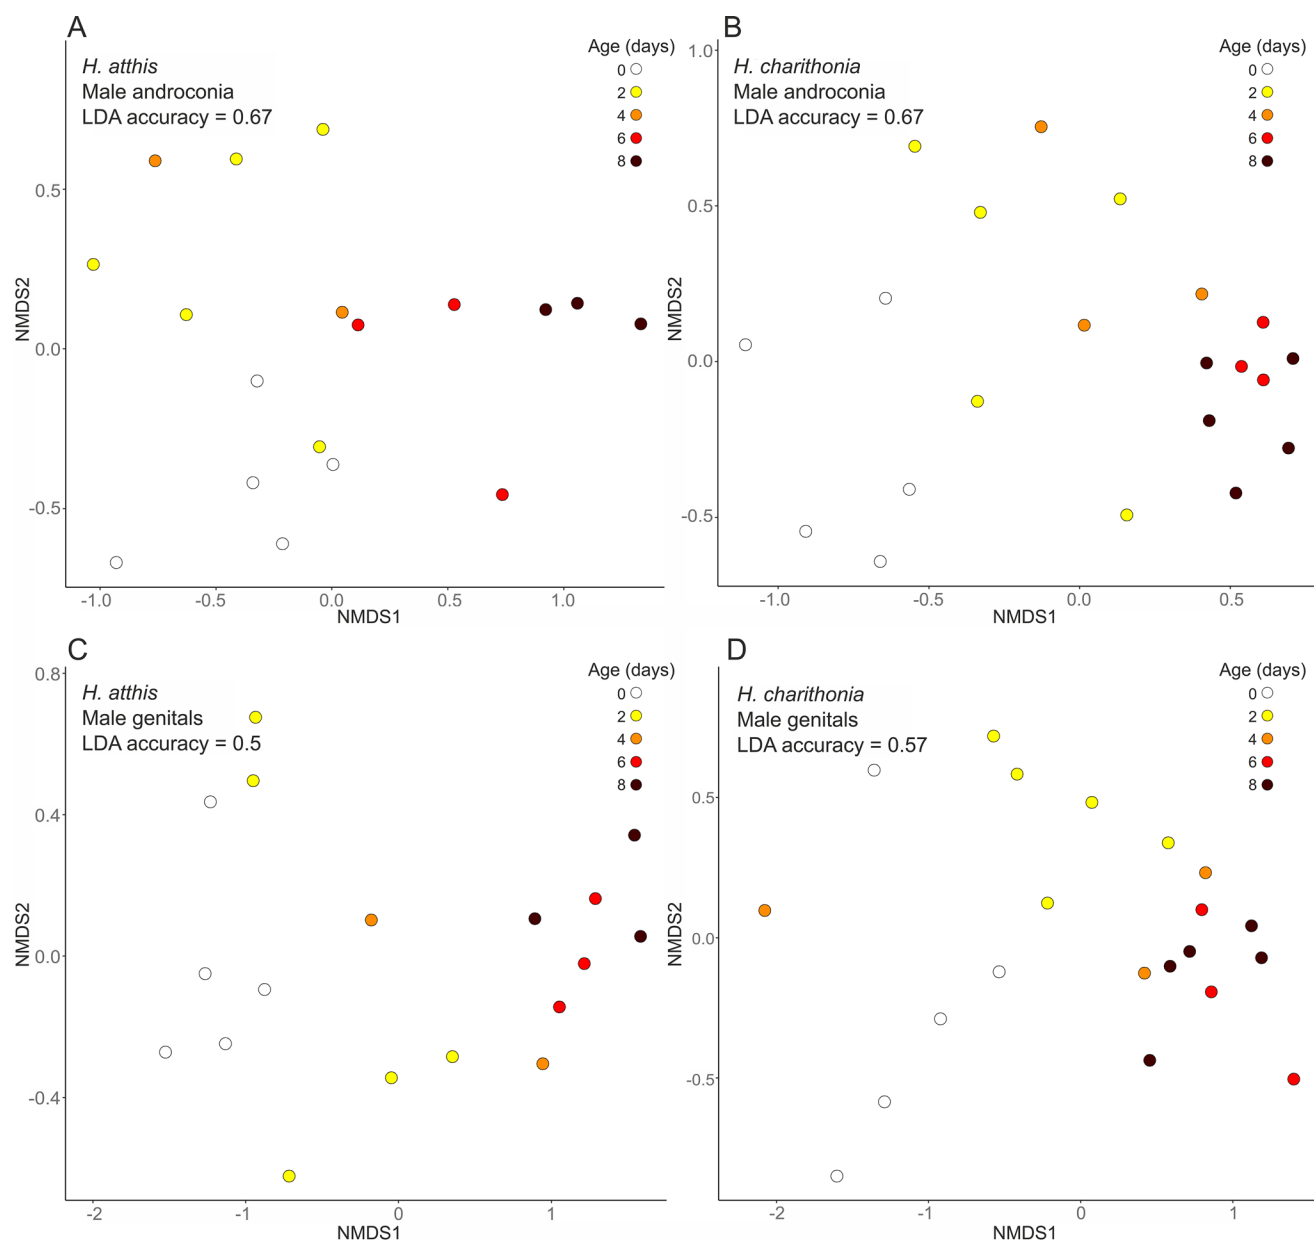 A
H. atthis
Male androconia
LDA accuracy = 0.67
Age (days)
0
2
4
6
8
0.5
0.0
-0.5
NMDS2
-1.0 -0.5 0.0 0.5 1.0
NMDS1
B
H. charithonia
Male androconia
LDA accuracy = 0.67
Age (days)
0
2
4
6
8
1.0
0.5
0.0
-0.5
NMDS2
-1.0 -0.5 0.0 0.5
NMDS1
C
H. atthis
Male genitals
LDA accuracy = 0.5
Age (days)
0
2
4
6
8
0.8
0.4
0.0
-0.4
NMDS2
-2 -1 0 1
NMDS1
D
H. charithonia
Male genitals
LDA accuracy = 0.57
Age (days)
0
2
4
6
8
0.5
0.0
-0.5
NMDS2
-2 -1 0 1
NMDS1